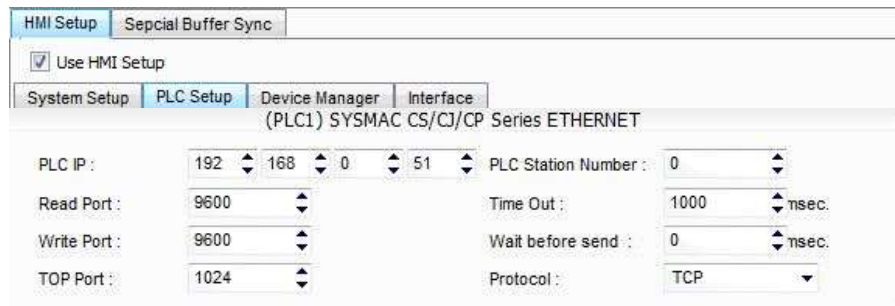 HMI Setup Sepcial Buffer Sync
Use HMI Setup
System Setup PLC Setup Device Manager Interface
(PLC1) SYSMAC CS/CJ/CP Series ETHERNET
PLC IP : 192 168 0 51 PLC Station Number : 0
Read Port : 9600 Time Out : 1000 msec.
Write Port : 9600 Wait before send : 0 msec.
TOP Port : 1024 Protocol : TCP